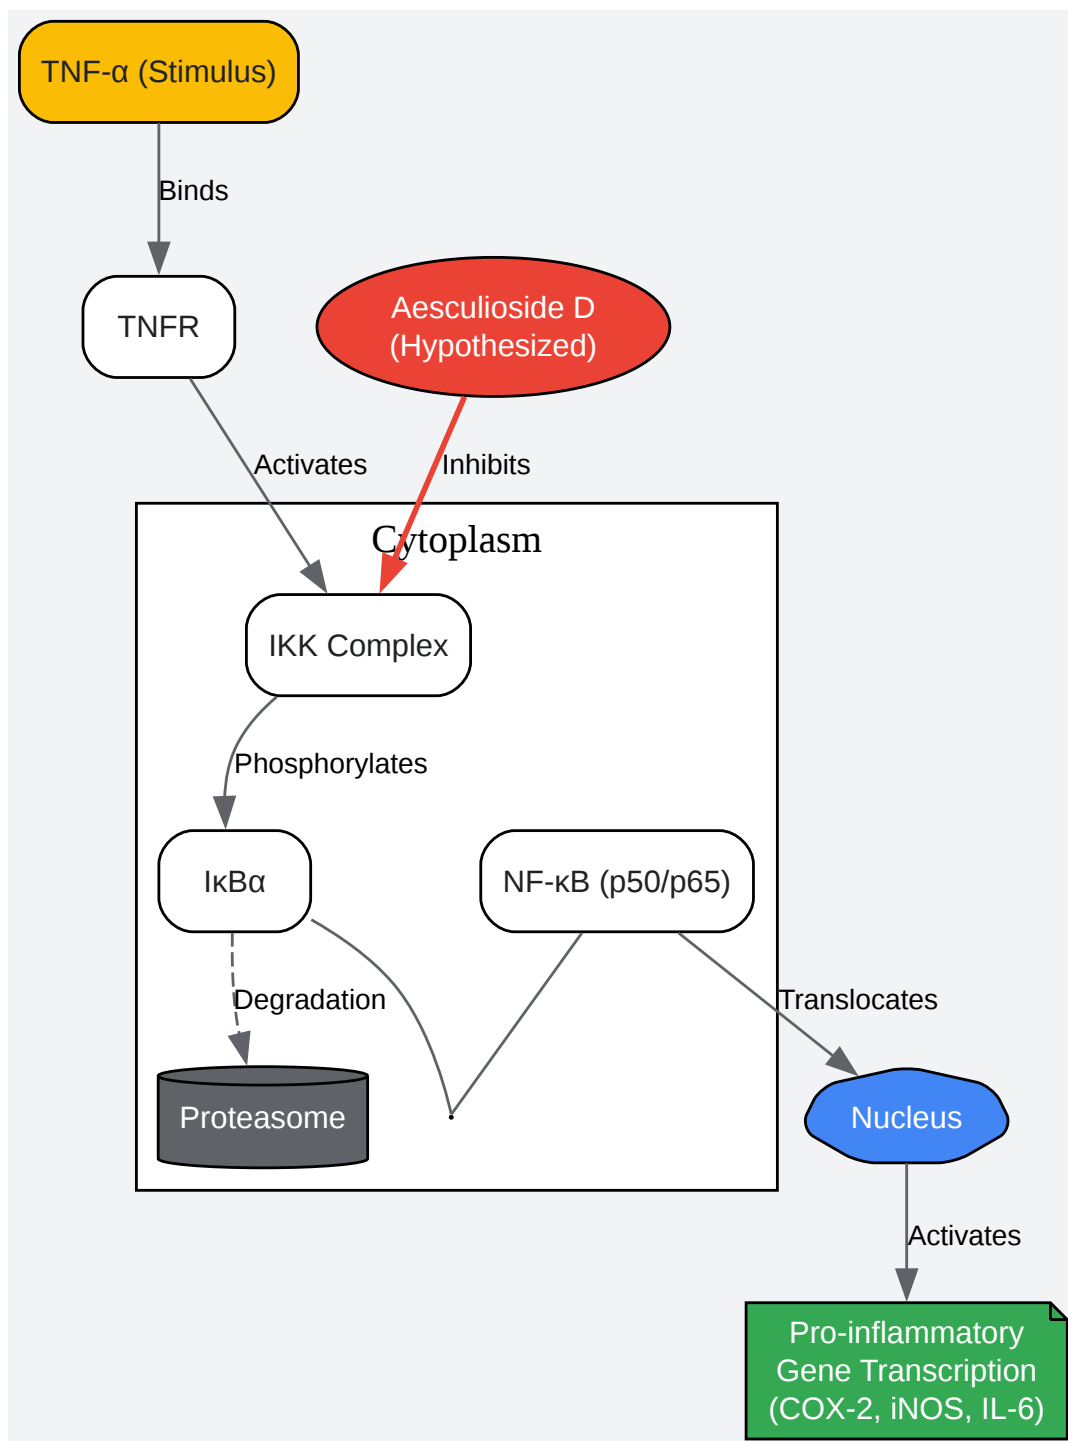 TNF-α (Stimulus)
Binds
TNFR
Aesculioside D
(Hypothesized)
Activates
Inhibits
Cytoplasm
IKK Complex
Phosphorylates
IκBα
NF-κB (p50/p65)
Degradation
Translocates
Proteasome
Nucleus
Activates
Pro-inflammatory
Gene Transcription
(COX-2, iNOS, IL-6)